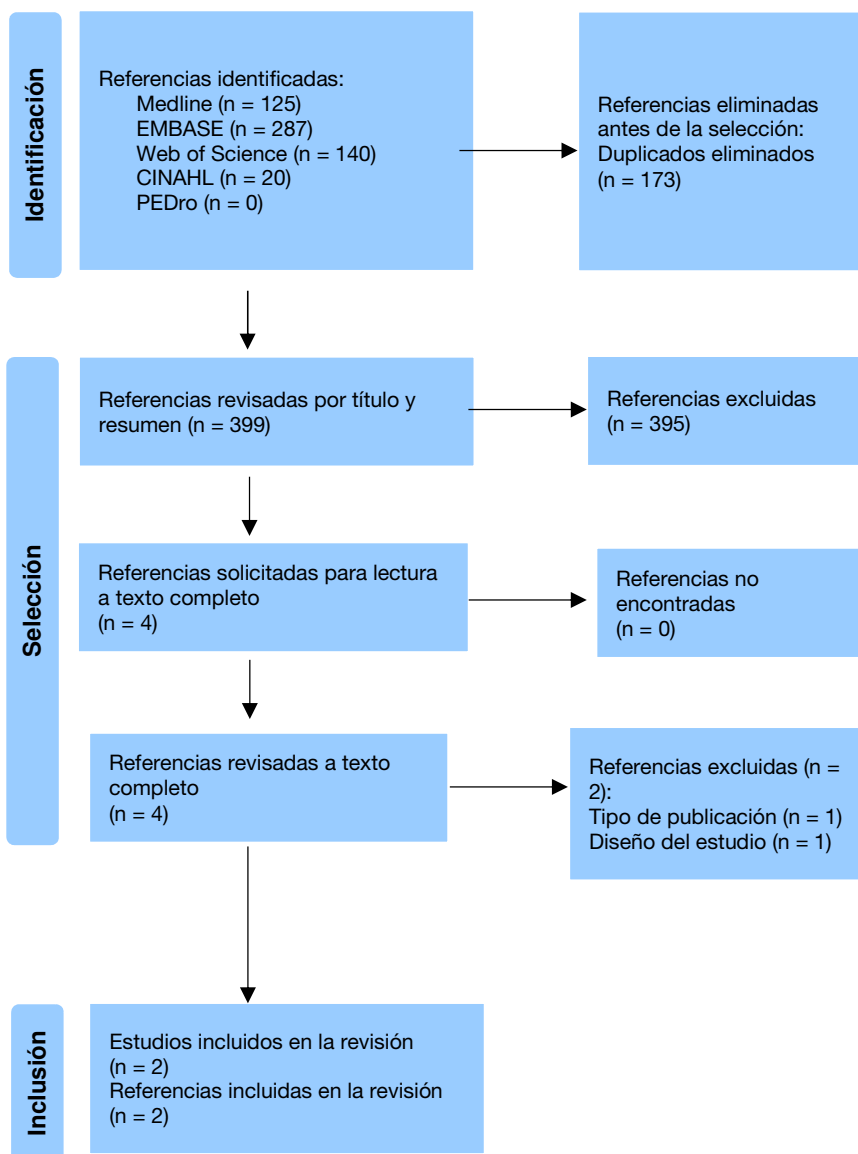 Identificación
Referencias identificadas:
Medline (n = 125)
EMBASE (n = 287)
Web of Science (n = 140)
CINAHL (n = 20)
PEDro (n = 0)
Referencias eliminadas
antes de la selección:
Duplicados eliminados
(n = 173)
Selección
Referencias revisadas por título y
resumen (n = 399)
Referencias excluidas
(n = 395)
Referencias solicitadas para lectura
a texto completo
(n = 4)
Referencias no
encontradas
(n = 0)
Referencias revisadas a texto
completo
(n = 4)
Referencias excluidas (n =
2):
Tipo de publicación (n = 1)
Diseño del estudio (n = 1)
Inclusión
Estudios incluidos en la revisión
(n = 2)
Referencias incluidas en la revisión
(n = 2)